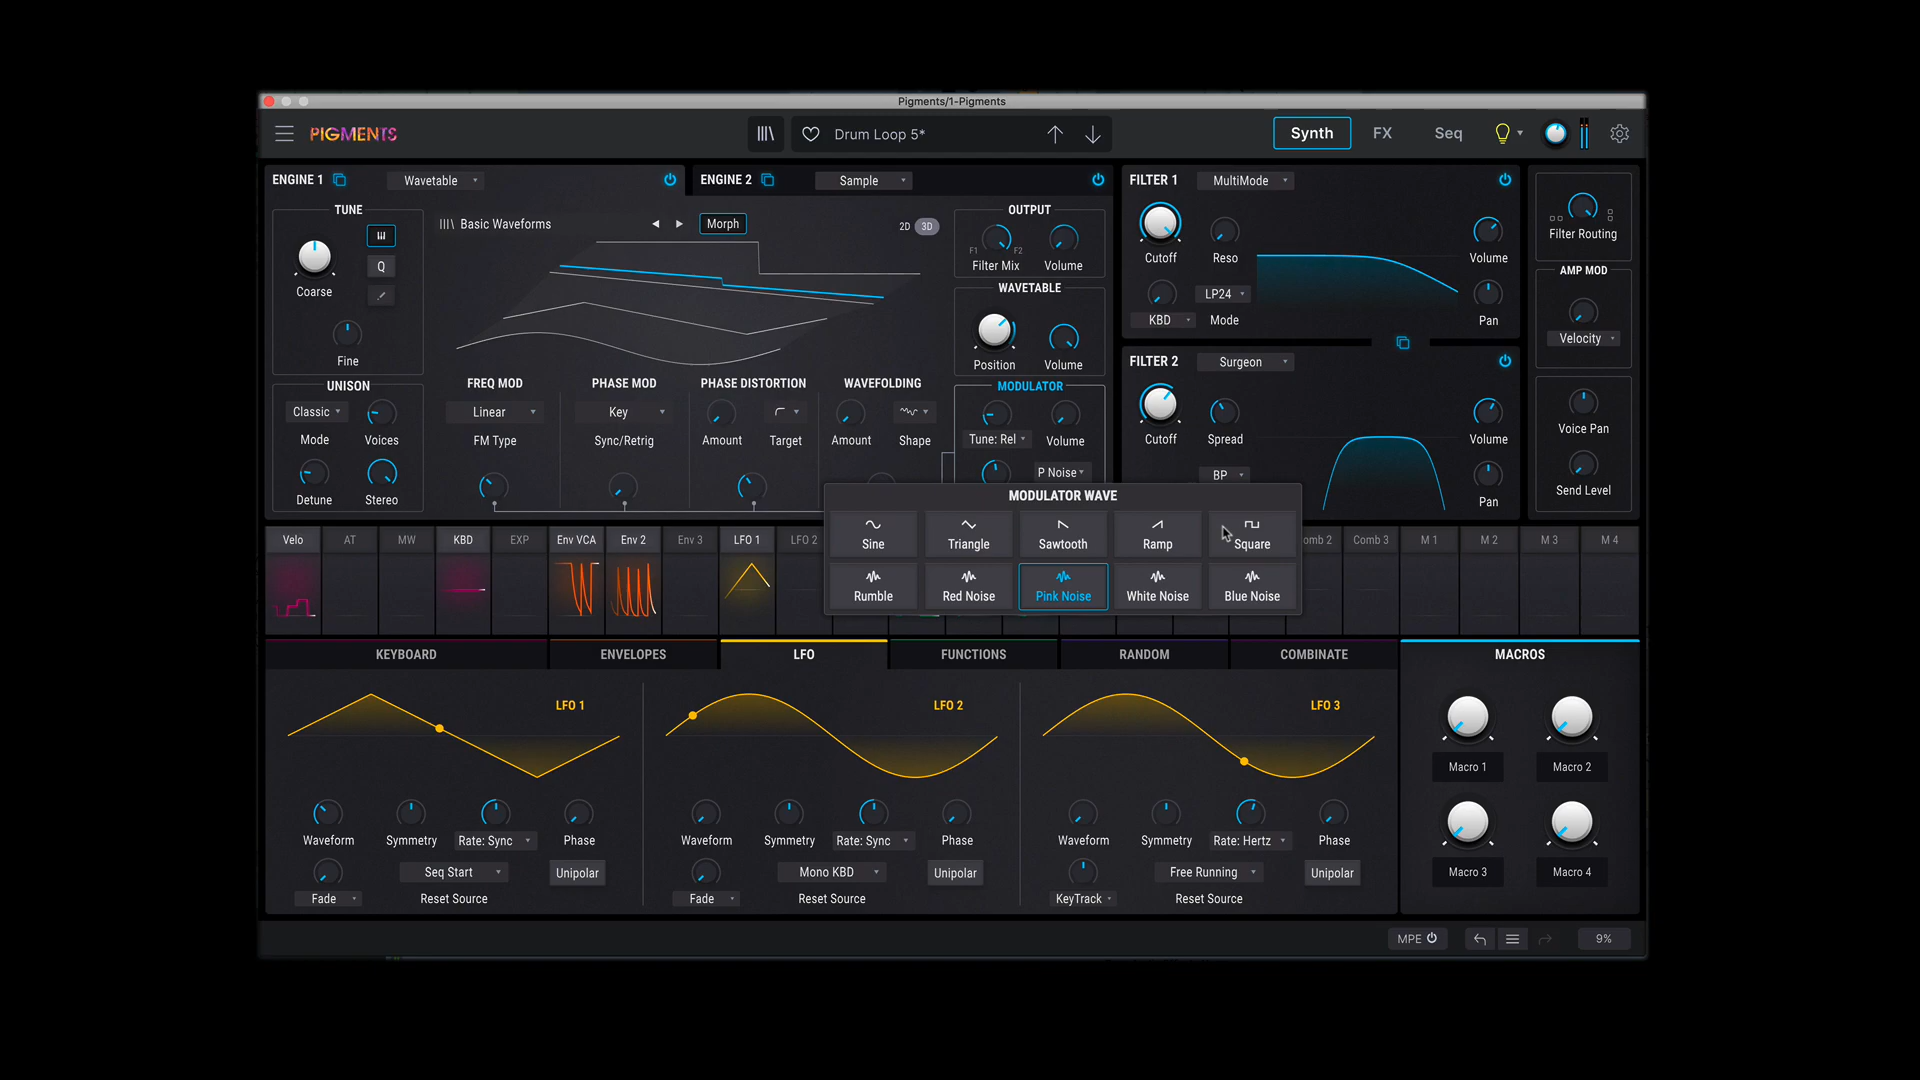 Pigments/1-Pigments
PIGMENTS
Drum Loop 5*
Synth
FX
Seq
ENGINE 1
Wavetable
ENGINE 2
Sample
TUNE
Coarse
Q
Fine
UNISON
Classic
Mode
Voices
Detune
Stereo
Basic Waveforms
Morph
2D 3D
FREQ MOD
Linear
FM Type
PHASE MOD
Key
Sync/Retrig
PHASE DISTORTION
Amount
Target
WAVEFOLDING
Amount
Shape
OUTPUT
F1
F2
Filter Mix
Volume
WAVETABLE
Position
Volume
MODULATOR
Tune: Rel
Volume
P Noise
FILTER 1
MultiMode
Cutoff
Reso
KBD
LP24
Mode
Volume
Pan
FILTER 2
Surgeon
Cutoff
Spread
BP
Volume
Pan
Filter Routing
AMP MOD
Velocity
Voice Pan
Send Level
MODULATOR WAVE
Sine
Triangle
Sawtooth
Ramp
Square
Rumble
Red Noise
Pink Noise
White Noise
Blue Noise
Velo
AT
MW
KBD
EXP
Env VCA
Env 2
Env 3
LFO 1
LFO 2
omb 2
Comb 3
M 1
M 2
M 3
M 4
KEYBOARD
ENVELOPES
LFO
FUNCTIONS
RANDOM
COMBINATE
MACROS
LFO 1
Waveform
Symmetry
Rate: Sync
Phase
Fade
Seq Start
Reset Source
Unipolar
LFO 2
Waveform
Symmetry
Rate: Sync
Phase
Fade
Mono KBD
Reset Source
Unipolar
LFO 3
Waveform
Symmetry
Rate: Hertz
Phase
KeyTrack
Free Running
Reset Source
Unipolar
Macro 1
Macro 2
Macro 3
Macro 4
MPE
9%